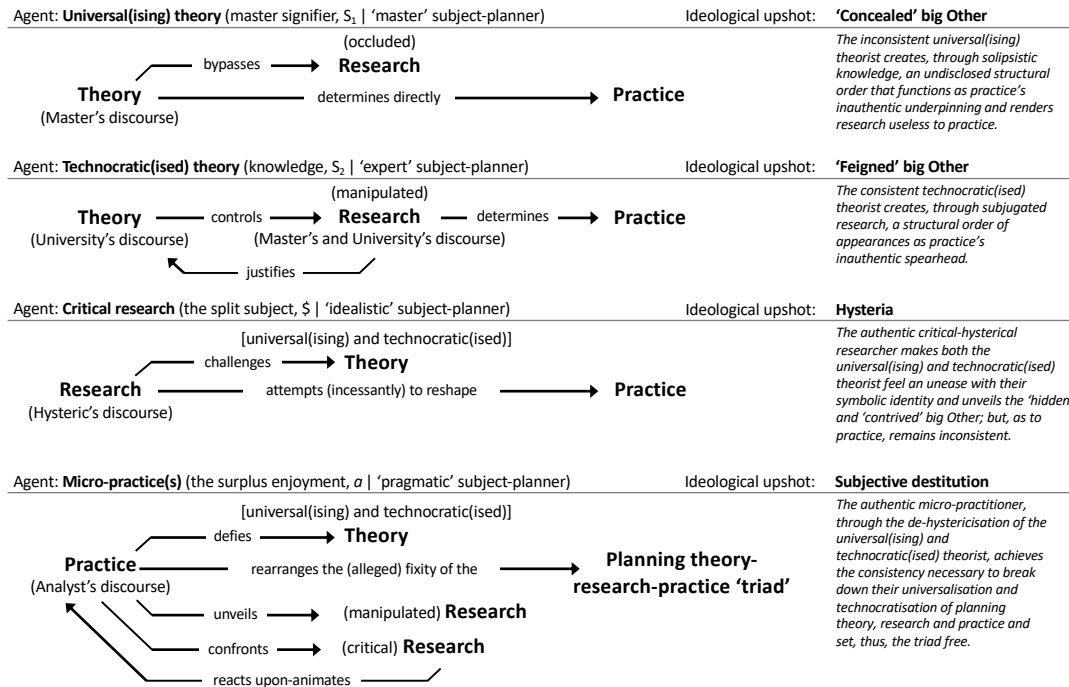 Agent: Universal(ising) theory (master signifier, S1 | ‘master’ subject-planner)
Ideological upshot: ‘Concealed’ big Other
(occluded)
bypasses
Research
Theory
determines directly
Practice
(Master’s discourse)
The inconsistent universal(ising)
theorist creates, through solipsistic
knowledge, an undisclosed structural
order that functions as practice’s
inauthentic underpinning and renders
research useless to practice.
Agent: Technocratic(ised) theory (knowledge, S2 | ‘expert’ subject-planner)
Ideological upshot: ‘Feigned’ big Other
(manipulated)
Theory
controls
Research
determines
Practice
(University’s discourse)
(Master’s and University’s discourse)
justifies
The consistent technocratic(ised)
theorist creates, through subjugated
research, a structural order of
appearances as practice’s
inauthentic spearhead.
Agent: Critical research (the split subject, $ | ‘idealistic’ subject-planner)
Ideological upshot: Hysteria
[universal(ising) and technocratic(ised)]
challenges
Theory
Research
attempts (incessantly) to reshape
Practice
(Hysteric’s discourse)
The authentic critical-hysterical
researcher makes both the
universal(ising) and technocratic(ised)
theorist feel an unease with their
symbolic identity and unveils the ‘hidden
and ‘contrived’ big Other; but, as to
practice, remains inconsistent.
Agent: Micro-practice(s) (the surplus enjoyment, a | ‘pragmatic’ subject-planner)
Ideological upshot: Subjective destitution
[universal(ising) and technocratic(ised)]
defies
Theory
Practice
rearranges the (alleged) fixity of the
Planning theory-
research-practice ‘triad’
(Analyst’s discourse)
unveils
(manipulated) Research
confronts
(critical) Research
reacts upon-animates
The authentic micro-practitioner,
through the de-hystericisation of the
universal(ising) and
technocratic(ised) theorist, achieves
the consistency necessary to break
down their universalisation and
technocratisation of planning
theory, research and practice and
set, thus, the triad free.